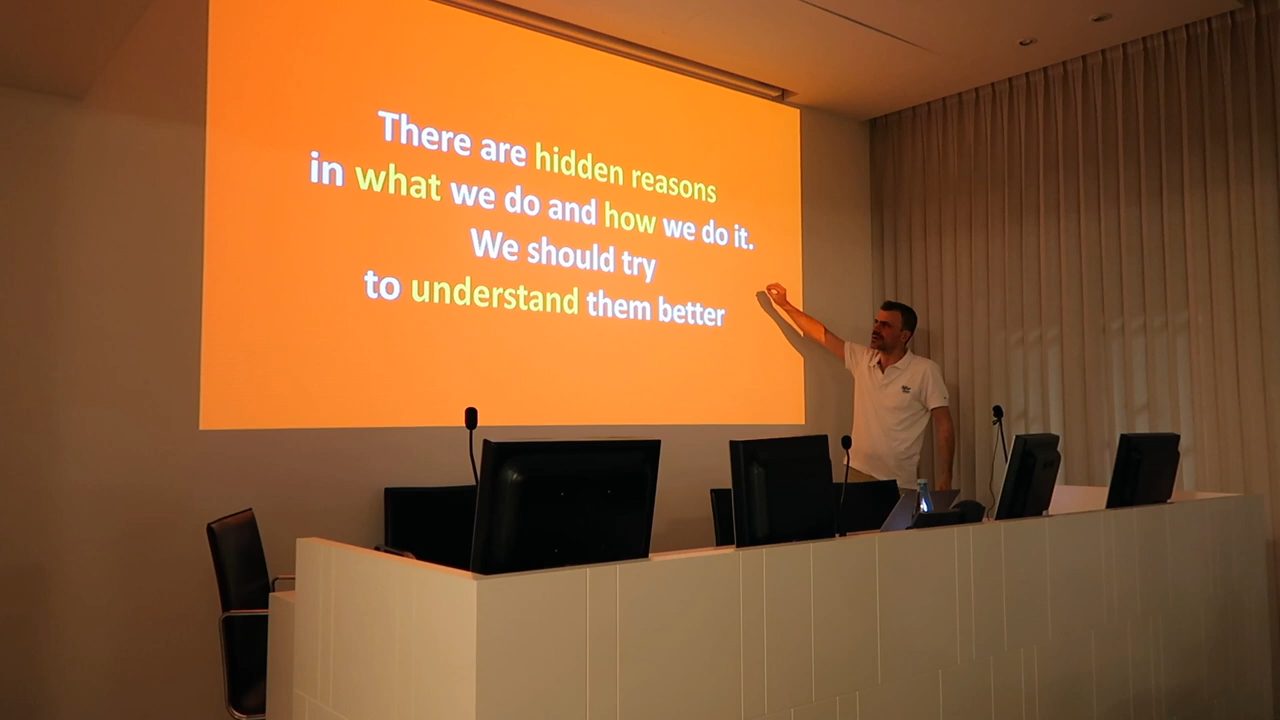 There are hidden reasons
in what we do and how we do it.
We should try
to understand them better